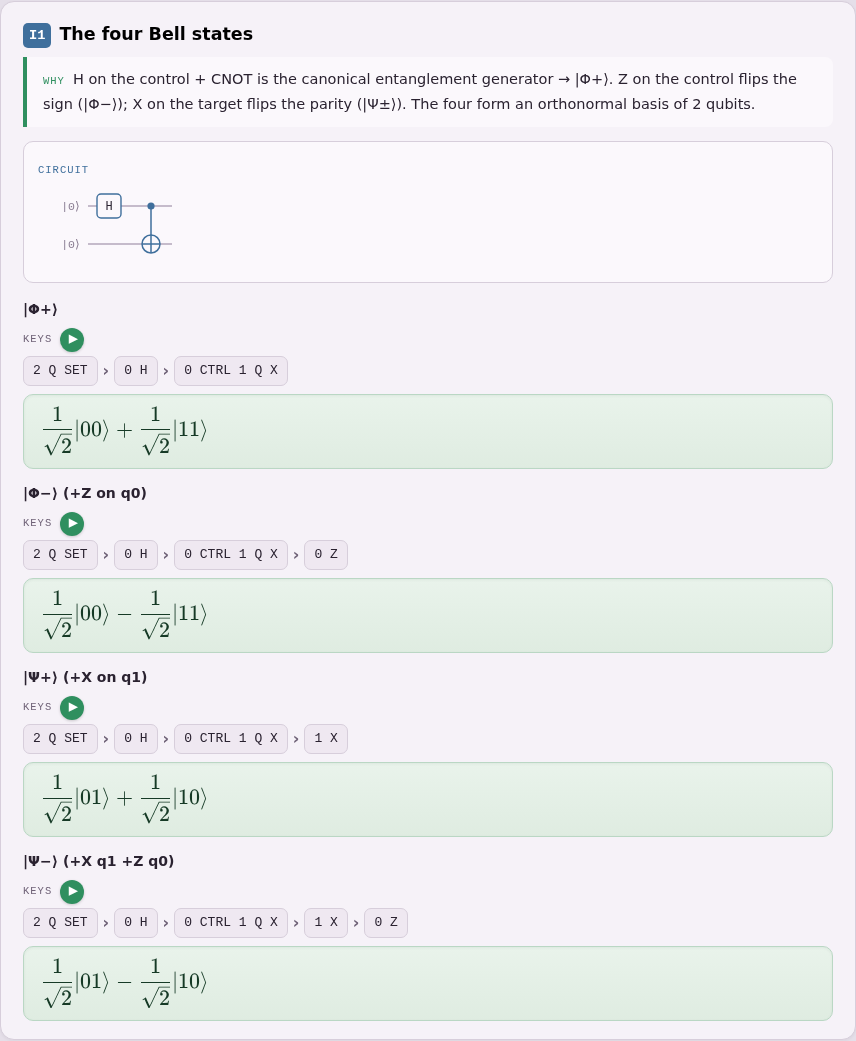 I1 The four Bell states
WHY H on the control + CNOT is the canonical entanglement generator → |Φ+⟩. Z on the control flips the
sign (|Φ−⟩); X on the target flips the parity (|Ψ±⟩). The four form an orthonormal basis of 2 qubits.
CIRCUIT
|0⟩ H
|0⟩
|Φ+⟩
KEYS
2 Q SET › 0 H › 0 CTRL 1 Q X
1/√2|00⟩ + 1/√2|11⟩
|Φ−⟩ (+Z on q0)
KEYS
2 Q SET › 0 H › 0 CTRL 1 Q X › 0 Z
1/√2|00⟩ − 1/√2|11⟩
|Ψ+⟩ (+X on q1)
KEYS
2 Q SET › 0 H › 0 CTRL 1 Q X › 1 X
1/√2|01⟩ + 1/√2|10⟩
|Ψ−⟩ (+X q1 +Z q0)
KEYS
2 Q SET › 0 H › 0 CTRL 1 Q X › 1 X › 0 Z
1/√2|01⟩ − 1/√2|10⟩